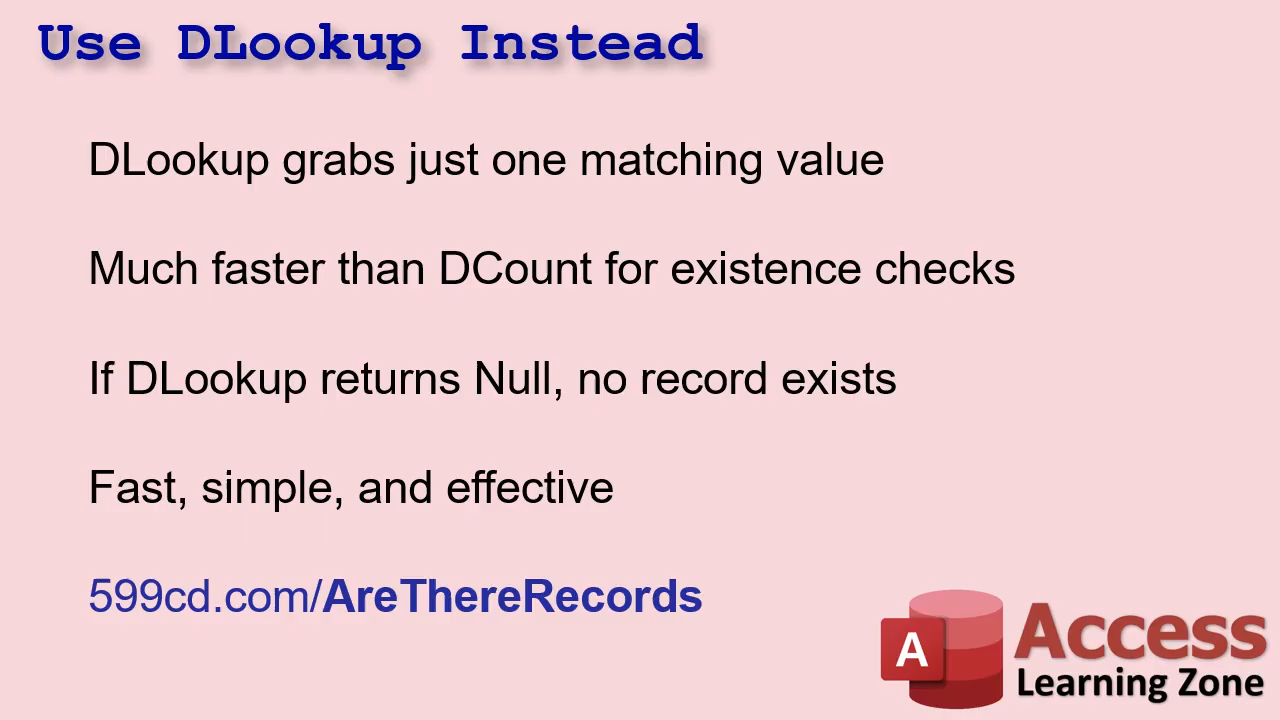 Use DLookup Instead
DLookup grabs just one matching value
Much faster than DCount for existence checks
If DLookup returns Null, no record exists
Fast, simple, and effective
599cd.com/AreThereRecords
A
Access
Learning Zone